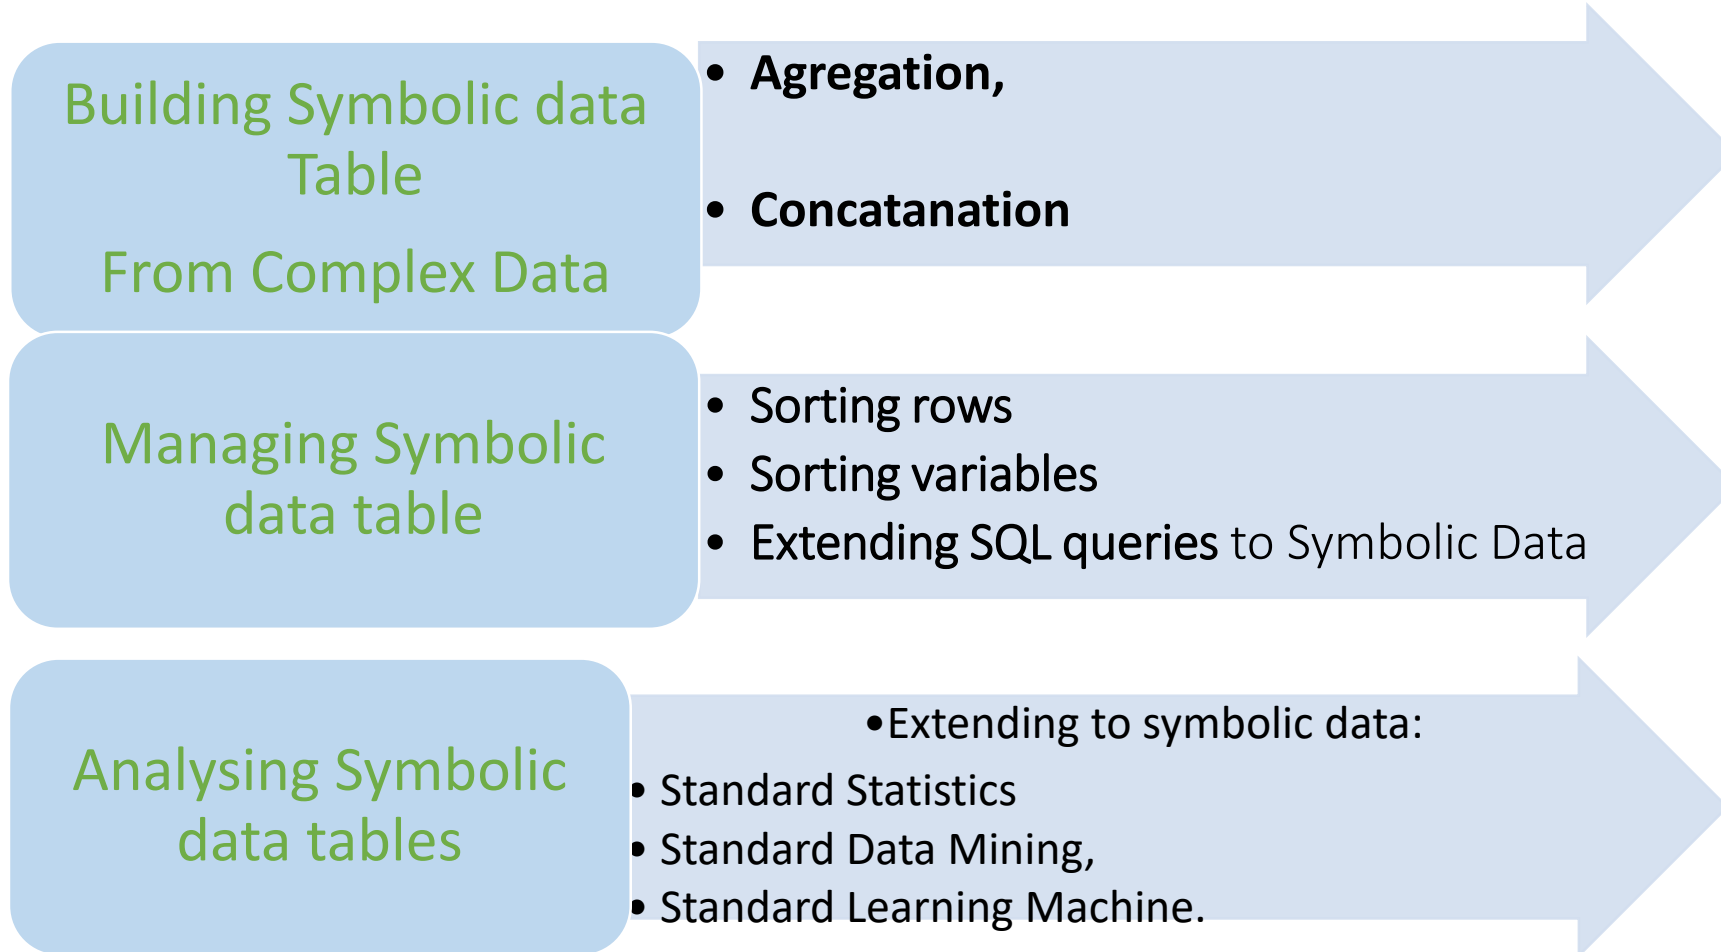 Building Symbolic data
Table
From Complex Data
• Agregation,
• Concatanation
Managing Symbolic
data table
• Sorting rows
• Sorting variables
• Extending SQL queries to Symbolic Data
Analysing Symbolic
data tables
•Extending to symbolic data:
• Standard Statistics
• Standard Data Mining,
• Standard Learning Machine.